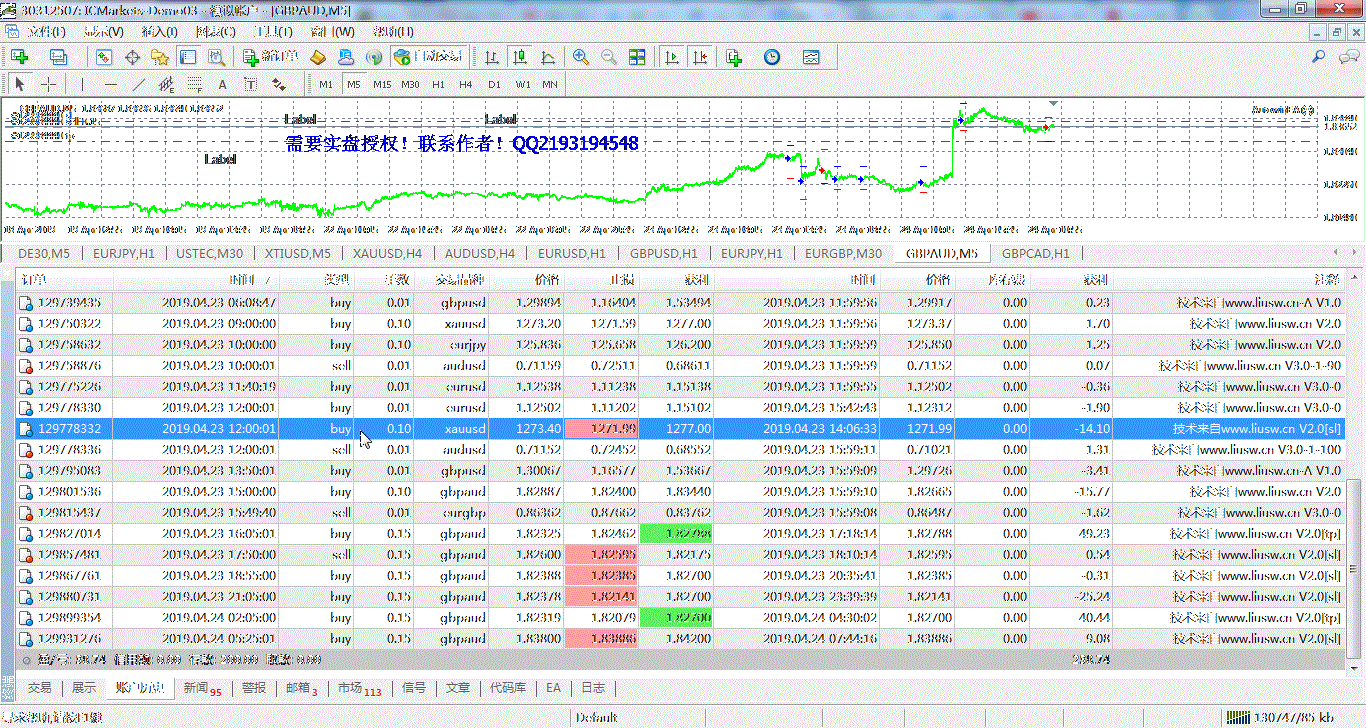 30312507: ICMarkets-Demo03 - 模拟账户 - [GBPAUD,M5]
文件(F) 显示(V) 插入(I) 图表(C) 工具(T) 窗口(W) 帮助(H)
新订单 自动交易
A T M1 M5 M15 M30 H1 H4 D1 W1 MN
Label Label
需要实盘授权！联系作者！QQ2193194548
Label
1.83652
DE30,M5 EURJPY,H1 USTEC,M30 XTIUSD,M5 XAUUSD,H4 AUDUSD,H4 EURUSD,H1 GBPUSD,H1 EURJPY,H1 EURGBP,M30 GBPAUD,M5 GBPCAD,H1
订单 时间 / 类型 手数 交易品种 价格 止损 获利 时间 价格 库存费 获利 注释
129739435 2019.04.23 06:08:47 buy 0.01 gbpusd 1.29894 1.16404 1.53494 2019.04.23 11:59:56 1.29917 0.00 0.23 技术来自www.liusw.cn-A V1.0
129750322 2019.04.23 09:00:00 buy 0.10 xauusd 1273.20 1271.59 1277.00 2019.04.23 11:59:56 1273.37 0.00 1.70 技术来自www.liusw.cn V2.0
129758632 2019.04.23 10:00:00 buy 0.10 eurjpy 125.836 125.658 126.200 2019.04.23 11:59:59 125.850 0.00 1.25 技术来自www.liusw.cn V2.0
129758876 2019.04.23 10:00:01 sell 0.01 audusd 0.71159 0.72511 0.68611 2019.04.23 11:59:59 0.71152 0.00 0.07 技术来自www.liusw.cn V3.0-1-90
129775226 2019.04.23 11:40:19 buy 0.01 eurusd 1.12538 1.11238 1.15138 2019.04.23 11:59:55 1.12502 0.00 -0.36 技术来自www.liusw.cn V3.0-0
129778330 2019.04.23 12:00:01 buy 0.01 eurusd 1.12502 1.11202 1.15102 2019.04.23 15:42:43 1.12312 0.00 -1.90 技术来自www.liusw.cn V3.0-0
129778332 2019.04.23 12:00:01 buy 0.10 xauusd 1273.40 1271.99 1277.00 2019.04.23 14:06:33 1271.99 0.00 -14.10 技术来自www.liusw.cn V2.0[sl]
129778336 2019.04.23 12:00:01 sell 0.01 audusd 0.71152 0.72452 0.68552 2019.04.23 15:59:11 0.71021 0.00 1.31 技术来自www.liusw.cn V3.0-1-100
129795083 2019.04.23 13:50:01 buy 0.01 gbpusd 1.30067 1.16577 1.53667 2019.04.23 15:59:09 1.29726 0.00 -3.41 技术来自www.liusw.cn-A V1.0
129801536 2019.04.23 15:00:00 buy 0.10 gbpaud 1.82887 1.82400 1.83440 2019.04.23 15:59:10 1.82665 0.00 -15.77 技术来自www.liusw.cn V2.0
129815437 2019.04.23 15:49:40 sell 0.01 eurgbp 0.86362 0.87662 0.83762 2019.04.23 15:59:08 0.86487 0.00 -1.62 技术来自www.liusw.cn V3.0-0
129827014 2019.04.23 16:05:01 buy 0.15 gbpaud 1.82325 1.82462 1.82788 2019.04.23 17:18:14 1.82788 0.00 49.23 技术来自www.liusw.cn V2.0[tp]
129857481 2019.04.23 17:50:00 sell 0.15 gbpaud 1.82600 1.82595 1.82175 2019.04.23 18:10:14 1.82595 0.00 0.54 技术来自www.liusw.cn V2.0[sl]
129867761 2019.04.23 18:55:00 buy 0.15 gbpaud 1.82388 1.82385 1.82700 2019.04.23 20:35:41 1.82385 0.00 -0.31 技术来自www.liusw.cn V2.0[sl]
129880731 2019.04.23 21:05:00 buy 0.15 gbpaud 1.82378 1.82141 1.82700 2019.04.23 23:39:39 1.82141 0.00 -25.24 技术来自www.liusw.cn V2.0[sl]
129899354 2019.04.24 02:05:00 buy 0.15 gbpaud 1.82319 1.82079 1.82700 2019.04.24 04:30:02 1.82700 0.00 40.44 技术来自www.liusw.cn V2.0[tp]
129931276 2019.04.24 05:25:01 buy 0.15 gbpaud 1.83800 1.83886 1.84200 2019.04.24 07:44:16 1.83886 0.00 9.08 技术来自www.liusw.cn V2.0[sl]
交易 展示 账户历史 新闻 95 警报 邮箱 3 市场 113 信号 文章 代码库 EA 日志
终端
寻求帮助,请按F1键 Default 130747/85 kb